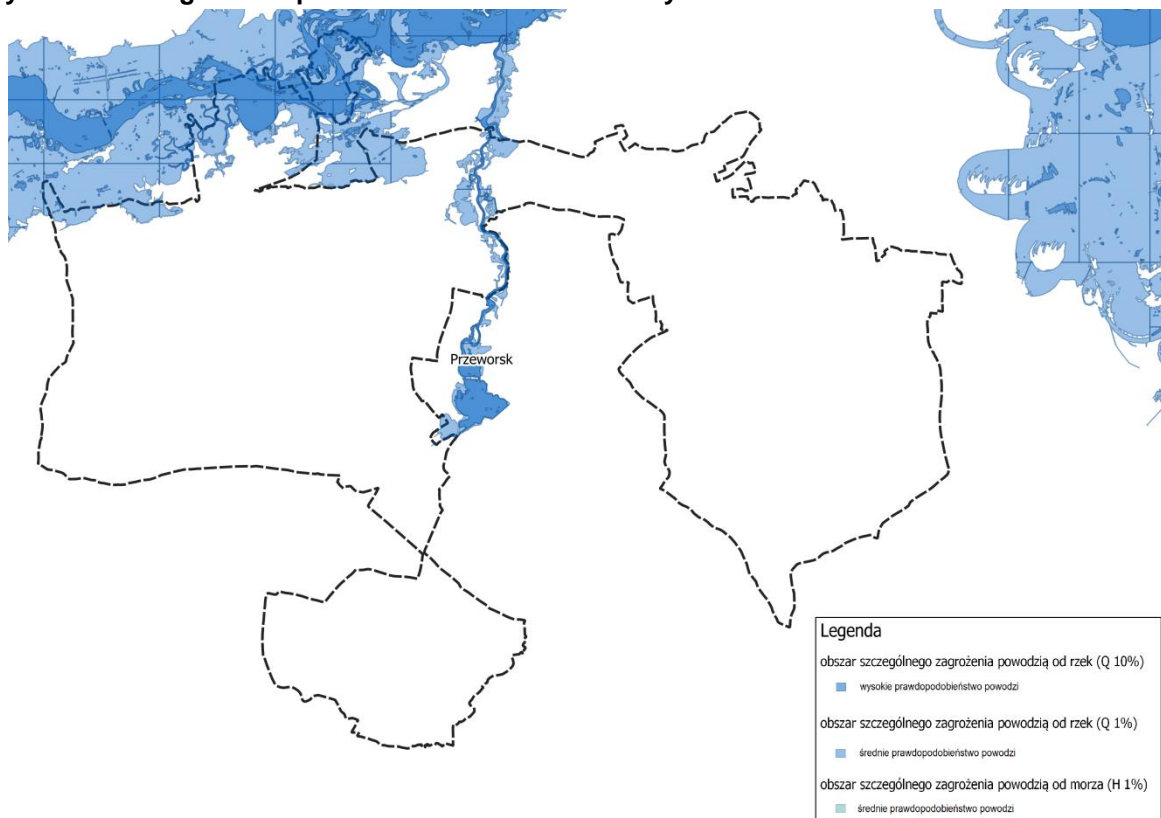 Przeworsk
Legenda
obszar szczególnego zagrożenia powodzią od rzek (Q 10%)
wysokie prawdopodobieństwo powodzi
obszar szczególnego zagrożenia powodzią od rzek (Q 1%)
średnie prawdopodobieństwo powodzi
obszar szczególnego zagrożenia powodzią od morza (H 1%)
średnie prawdopodobieństwo powodzi